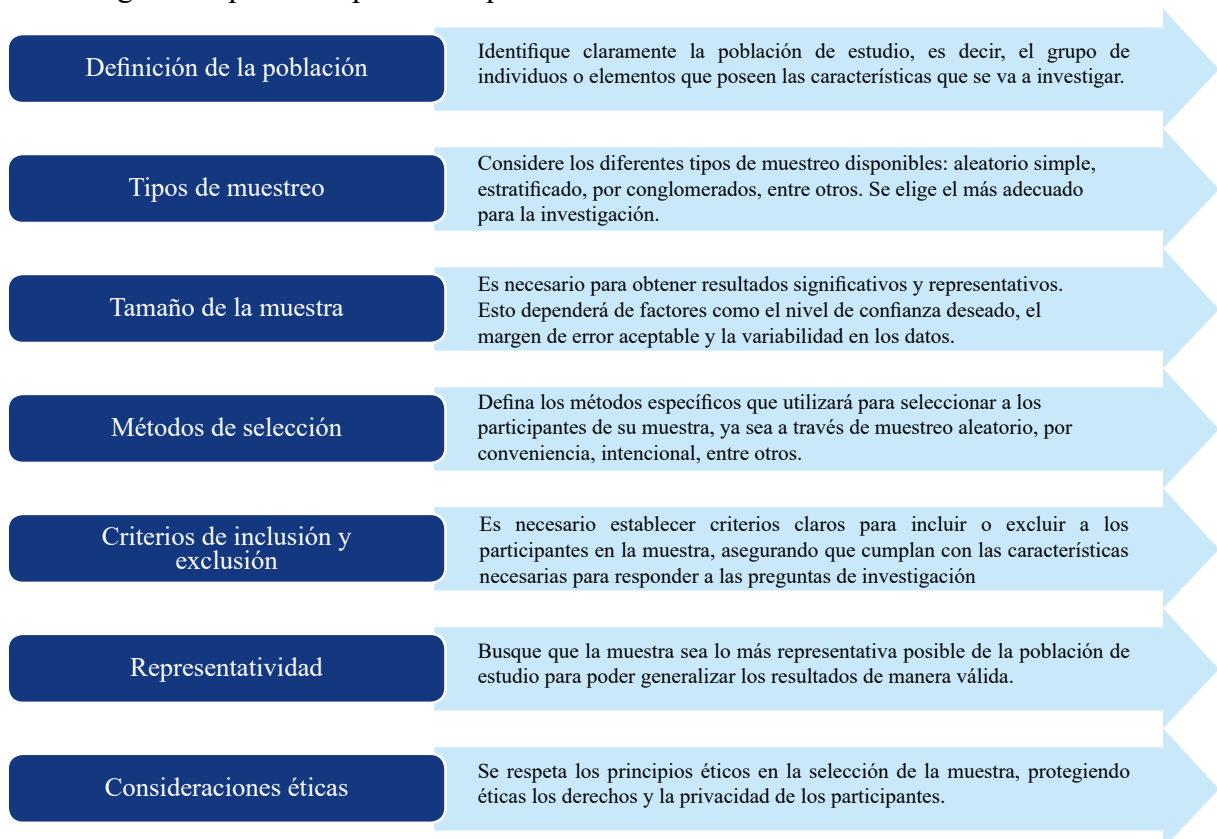 Definición de la población
Identifique claramente la población de estudio, es decir, el grupo de
individuos o elementos que poseen las características que se va a investigar.
Tipos de muestreo
Considere los diferentes tipos de muestreo disponibles: aleatorio simple,
estratificado, por conglomerados, entre otros. Se elige el más adecuado
para la investigación.
Tamaño de la muestra
Es necesario para obtener resultados significativos y representativos.
Esto dependerá de factores como el nivel de confianza deseado, el
margen de error aceptable y la variabilidad en los datos.
Métodos de selección
Defina los métodos específicos que utilizará para seleccionar a los
participantes de su muestra, ya sea a través de muestreo aleatorio, por
conveniencia, intencional, entre otros.
Criterios de inclusión y
exclusión
Es necesario establecer criterios claros para incluir o excluir a los
participantes en la muestra, asegurando que cumplan con las características
necesarias para responder a las preguntas de investigación
Representatividad
Busque que la muestra sea lo más representativa posible de la población de
estudio para poder generalizar los resultados de manera válida.
Consideraciones éticas
Se respeta los principios éticos en la selección de la muestra, protegiendo
éticas los derechos y la privacidad de los participantes.